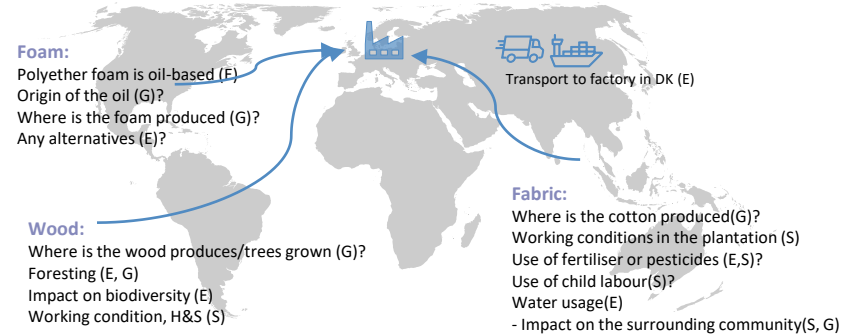 Foam:
Polyether foam is oil-based (E)
Origin of the oil (G)?
Where is the foam produced (G)?
Any alternatives (E)?
Transport to factory in DK (E)
Wood:
Where is the wood produces/trees grown (G)?
Foresting (E, G)
Impact on biodiversity (E)
Working condition, H&S (S)
Fabric:
Where is the cotton produced(G)?
Working conditions in the plantation (S)
Use of fertiliser or pesticides (E,S)?
Use of child labour(S)?
Water usage(E)
- Impact on the surrounding community(S, G)